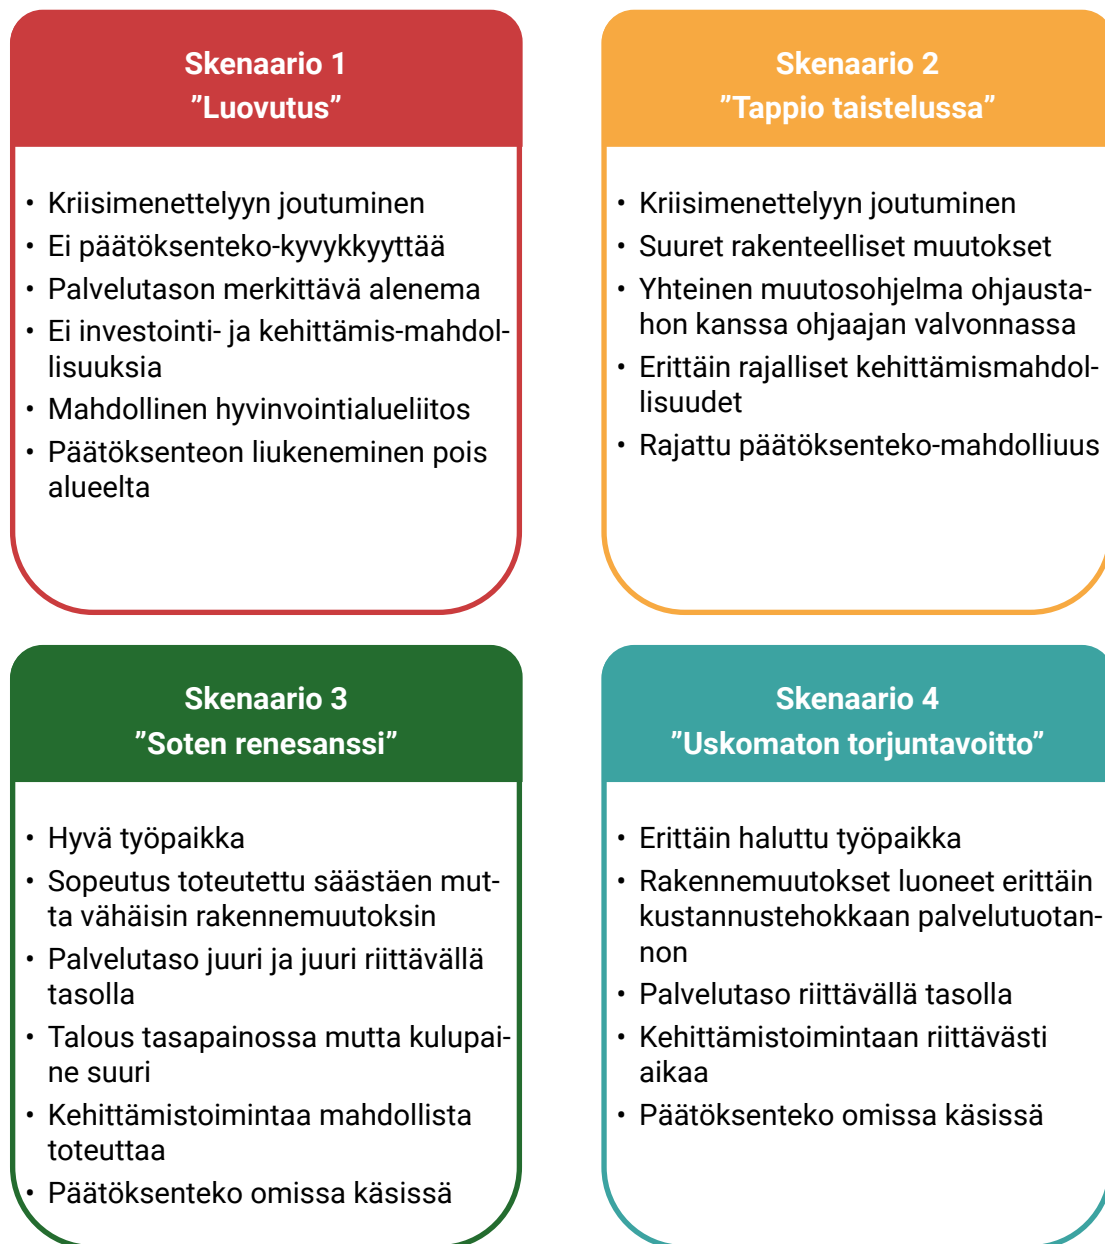 Skenaario 1
”Luovutus”
• Kriisimenettelyyn joutuminen
• Ei päätöksenteko-kyvykkyyttää
• Palvelutason merkittävä alenema
• Ei investointi- ja kehittämis-mahdol-
lisuuksia
• Mahdollinen hyvinvointialueliitos
• Päätöksenteon liukeneminen pois
alueelta
Skenaario 2
”Tappio taistelussa”
• Kriisimenettelyyn joutuminen
• Suuret rakenteelliset muutokset
• Yhteinen muutosohjelma ohjausta-
hon kanssa ohjaajan valvonnassa
• Erittäin rajalliset kehittämismahdol-
lisuudet
• Rajattu päätöksenteko-mahdolliuus
Skenaario 3
”Soten renesanssi”
• Hyvä työpaikka
• Sopeutus toteutettu säästäen mut-
ta vähäisin rakennemuutoksin
• Palvelutaso juuri ja juuri riittävällä
tasolla
• Talous tasapainossa mutta kulupai-
ne suuri
• Kehittämistoimintaa mahdollista
toteuttaa
• Päätöksenteko omissa käsissä
Skenaario 4
”Uskomaton torjuntavoitto”
• Erittäin haluttu työpaikka
• Rakennemuutokset luoneet erittäin
kustannustehokkaan palvelutuotan-
non
• Palvelutaso riittävällä tasolla
• Kehittämistoimintaan riittävästi
aikaa
• Päätöksenteko omissa käsissä